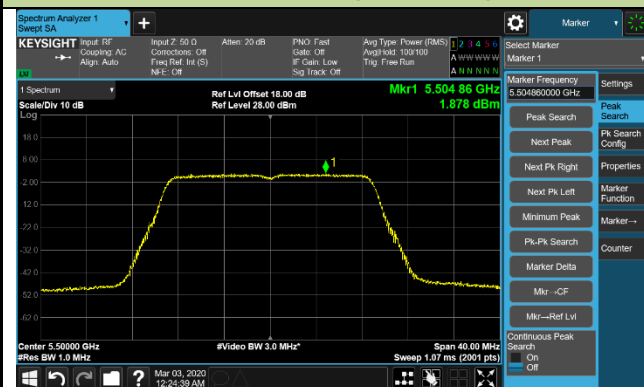 Spectrum Analyzer 1
Swept SA
+
Marker
KEYSIGHT
Input: RF
Coupling: AC
Align: Auto
Input Z: 50 Ω
Corrections: Off
Freq Ref: Int (S)
NFE: Off
Atten: 20 dB
PNO: Fast
Gate: Off
IF Gain: Low
Sig Track: Off
Avg Type: Power (RMS)
Avg|Hold: 100/100
Trig: Free Run
1 2 3 4 5 6
A WWWWW
A N N N N N
Select Marker
Marker 1
1 Spectrum
Scale/Div 10 dB
Log
Ref Lvl Offset 18.00 dB
Ref Level 28.00 dBm
Mkr1 5.504 86 GHz
1.878 dBm
18.0
8.00
-2.00
-12.0
-22.0
-32.0
-42.0
-52.0
-62.0
1
Center 5.50000 GHz
#Res BW 1.0 MHz
#Video BW 3.0 MHz*
Span 40.00 MHz
Sweep 1.07 ms (2001 pts)
Marker Frequency
5.504860000 GHz
Peak Search
Next Peak
Next Pk Right
Next Pk Left
Minimum Peak
Pk-Pk Search
Marker Delta
Mkr→CF
Mkr→Ref Lvl
Continuous Peak
Search
On
Off
Settings
Peak
Search
Pk Search
Config
Properties
Marker
Function
Marker→
Counter
?
Mar 03, 2020
12:24:39 AM